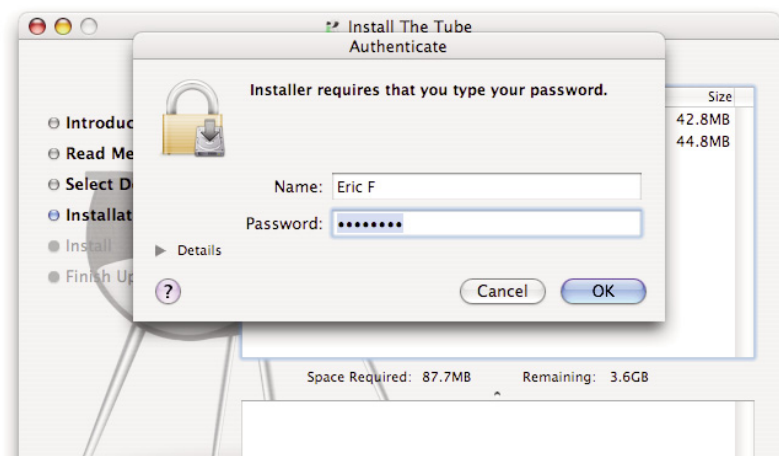 Install The Tube
Authenticate
Installer requires that you type your password.
Name: Eric F
Password: ••••••••
Details
?
Cancel OK
Size
42.8MB
44.8MB
Introduc
Read Me
Select D
Installat
Install
Finish Up
Space Required: 87.7MB Remaining: 3.6GB